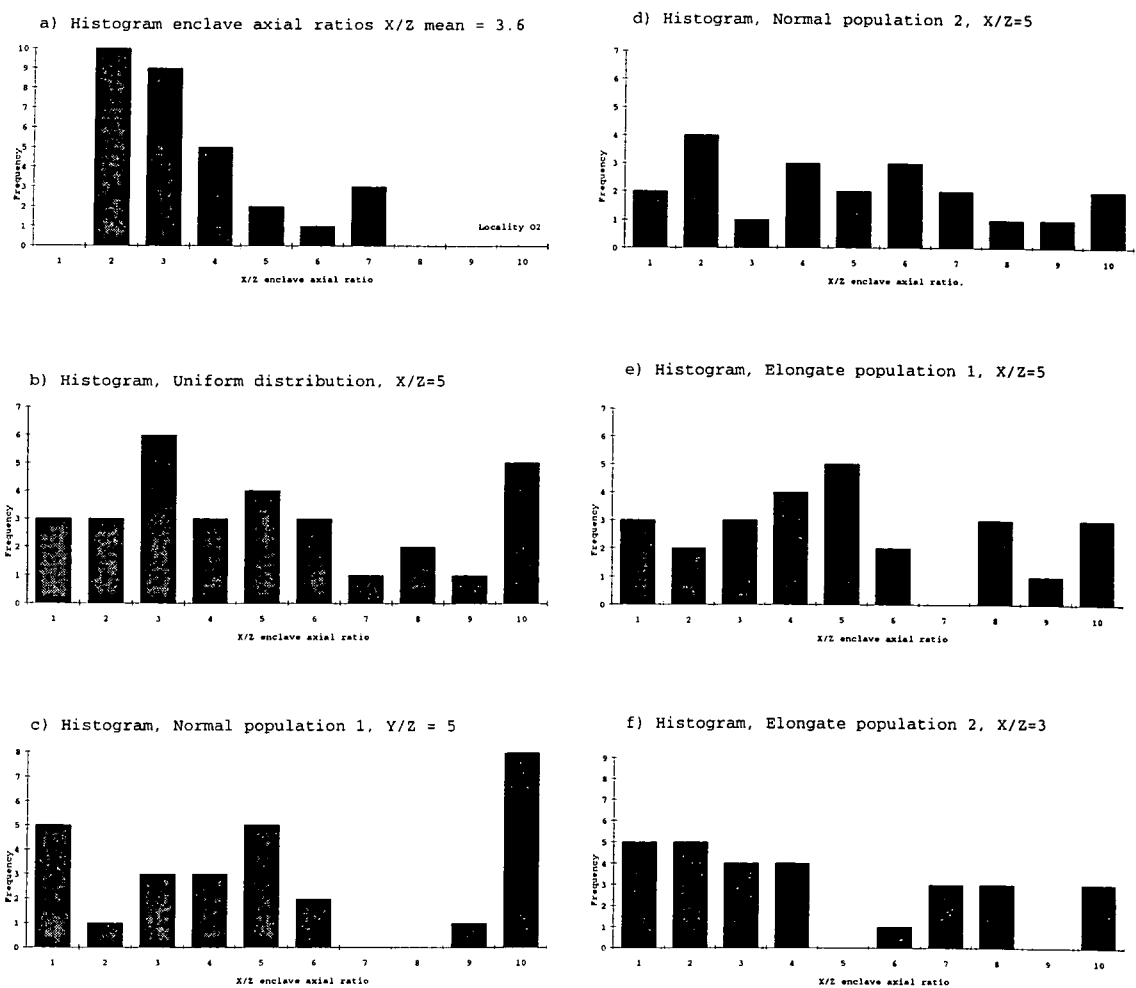 a) Histogram enclave axial ratios X/Z mean = 3.6
10
9
8
7
6
5
4
3
2
1
0
Frequency
Locality O2
1 2 3 4 5 6 7 8 9 10
X/Z enclave axial ratio
b) Histogram, Uniform distribution, X/Z=5
7
6
5
4
3
2
1
0
Frequency
1 2 3 4 5 6 7 8 9 10
X/Z enclave axial ratio
c) Histogram, Normal population 1, Y/Z = 5
8
7
6
5
4
3
2
1
0
Frequency
1 2 3 4 5 6 7 8 9 10
X/Z enclave axial ratio
d) Histogram, Normal population 2, X/Z=5
7
6
5
4
3
2
1
0
Frequency
1 2 3 4 5 6 7 8 9 10
X/Z enclave axial ratio.
e) Histogram, Elongate population 1, X/Z=5
7
6
5
4
3
2
1
0
Frequency
1 2 3 4 5 6 7 8 9 10
X/Z enclave axial ratio
f) Histogram, Elongate population 2, X/Z=3
9
8
7
6
5
4
3
2
1
0
Frequency
1 2 3 4 5 6 7 8 9 10
X/Z enclave axial ratio